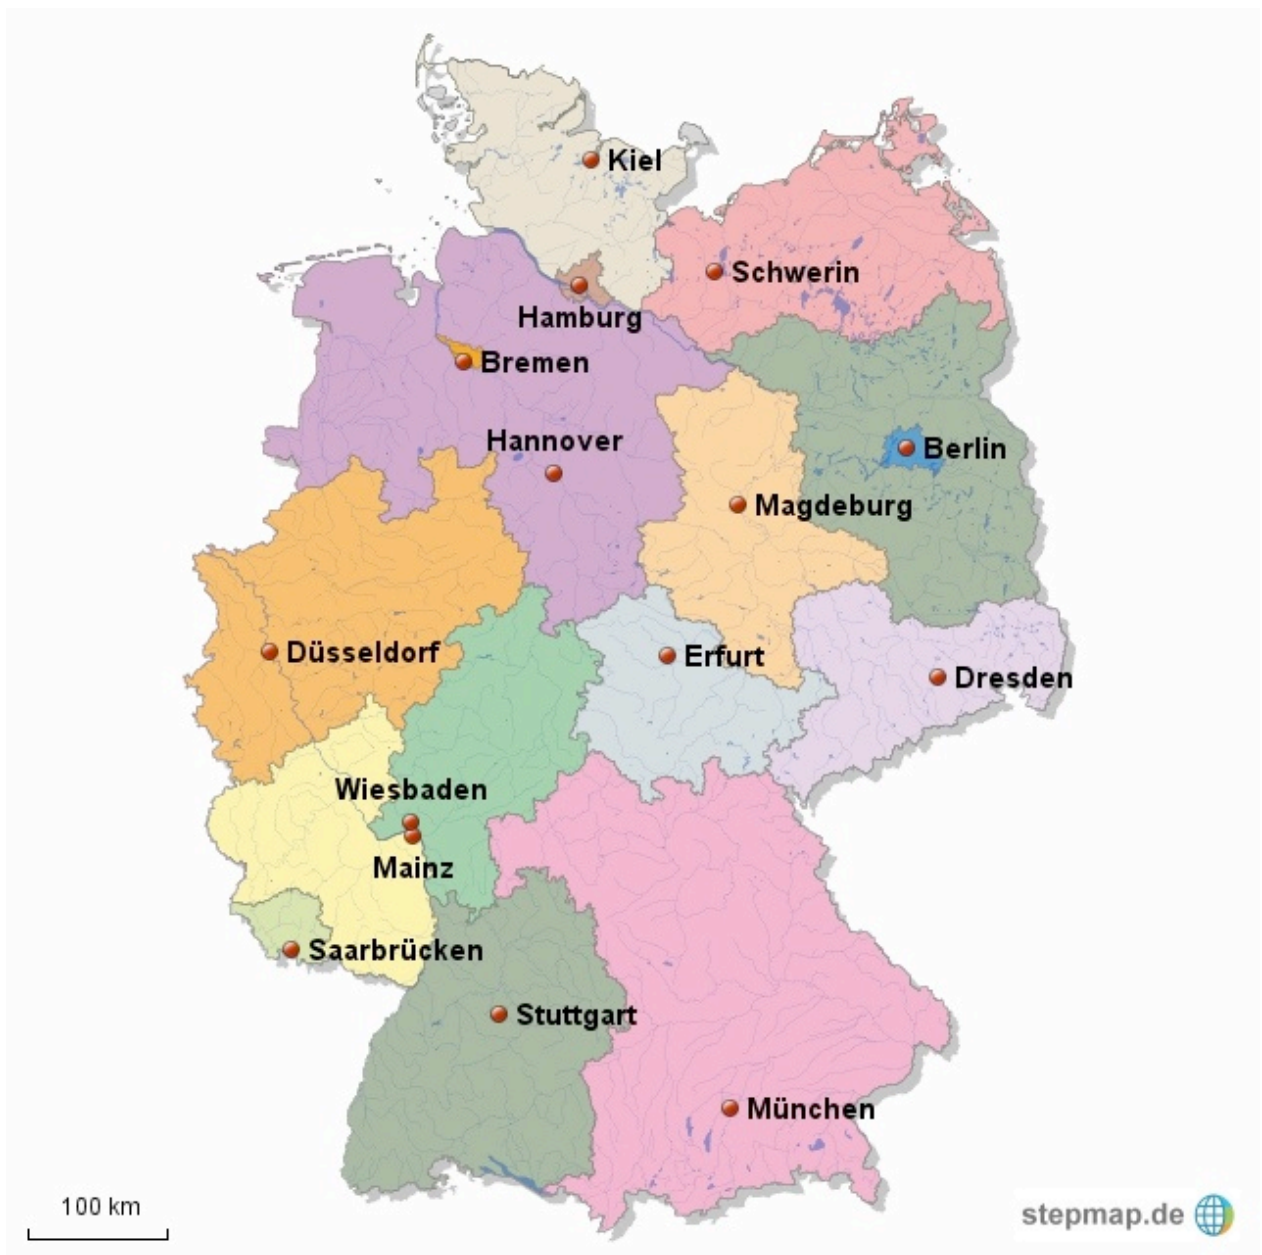 Kiel
Schwerin
Hamburg
Bremen
Hannover
Berlin
Magdeburg
Düsseldorf
Erfurt
Dresden
Wiesbaden
Mainz
Saarbrücken
Stuttgart
München
100 km
stepmap.de